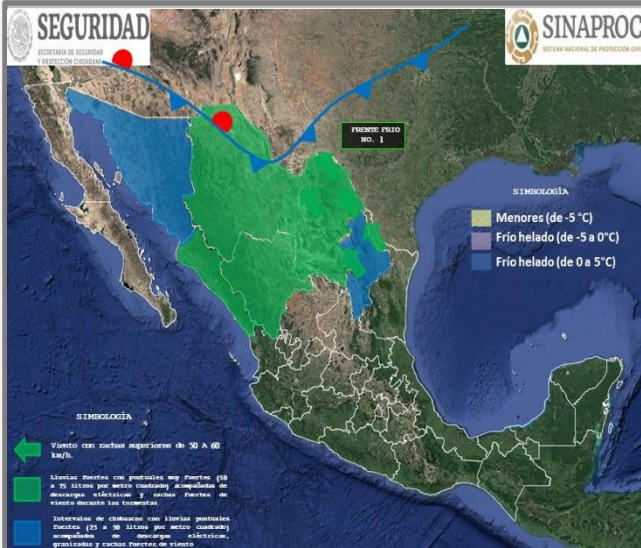 SEGURIDAD
SECRETARÍA DE SEGURIDAD
Y PROTECCIÓN CIUDADANA
SINAPROC
SISTEMA NACIONAL DE PROTECCIÓN CIVIL
FRENTE FRIO
NO. 1
SIMBOLOGÍA
Menores (de -5 °C)
Frío helado (de -5 a 0°C)
Frío helado (de 0 a 5°C)
SIMBOLOGÍA
Viento con rachas superiores de 50 A 60
km/h.
Lluvias fuertes con puntuales muy fuertes (50
a 75 litros por metro cuadrado) acompañadas de
descargas eléctricas y rachas fuertes de
viento durante las tormentas
Intervalos de chubascos con lluvias puntuales
fuertes (25 a 50 litros por metro cuadrado)
acompañados de descargas eléctricas,
granizadas y rachas fuertes de viento